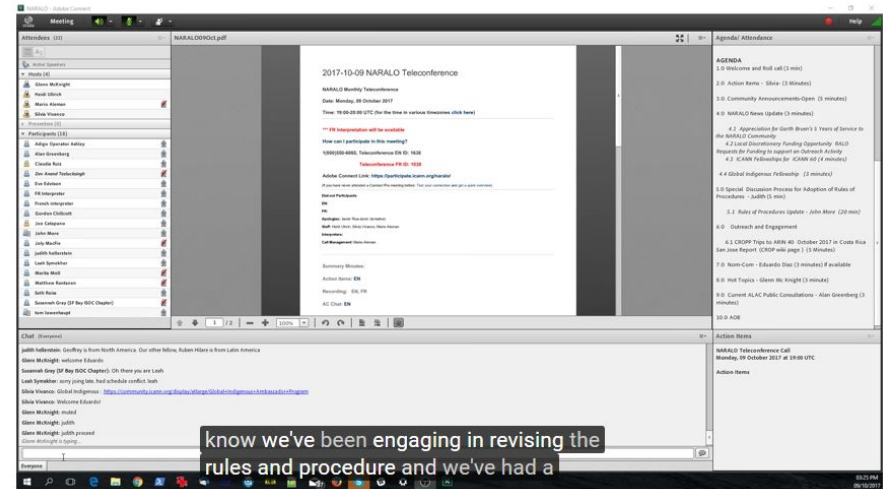 NARALO - Adobe Connect
Meeting
Help
Attendees (22)
Active Speakers
Hosts (4)
Glenn McKnight
Heidi Ullrich
Mario Aleman
Silvia Vivanco
Presenters (0)
Participants (18)
Adigo Operator Ashley
Alan Greenberg
Claudia Ruiz
Eve Edelson
FR Interpreter
French interpreter
Gordon Chillcott
Joe Catapano
John More
Joly MacFie
judith hellerstein
Leah Symekher
Marita Moll
Matthew Rantanen
Seth Reiss
Susannah Gray (SF Bay ISOC Chapter)
tom lowenhaupt
NARALO09Oct.pdf
2017-10-09 NARALO Teleconference
NARALO Monthly Teleconference
Date: Monday, 09 October 2017
Time: 19:00-20:00 UTC (for the time in various timezones click here)
*** FR Interpretation will be available
How can I participate in this meeting?
Teleconference FR ID: 1838
Adobe Connect Link: https://participate.icann.org/naralo/
EN:
FR:
Summary Minutes:
Action Items: EN
Recording: EN, FR
AC Chat: EN
1 / 2
100%
Agenda/ Attendance
AGENDA
1.0 Welcome and Roll call (3 min)
2.0 Action Items - Silvia- (3 Minutes)
3.0 Community Announcements-Open (5 minutes)
4.0 NARALO News Update (3 minutes)
4.1 Appreciation for Garth Bruen's 5 Years of Service to
the NARALO Community
4.2 Local Discretionary Funding Opportunity RALO
Requests for Funding to support an Outreach Activity
4.3 ICANN Fellowships for ICANN 60 (4 minutes)
4.4 Global Indigenous Fellowship (3 minutes)
5.0 Special Discussion Process for Adoption of Rules of
Procedures - Judith (5 min)
5.1 Rules of Procedures Update - John More (20 min)
6.0 Outreach and Engagement
6.1 CROPP Trips to ARIN 40 October 2017 in Costa Rica
San Jose Report (CROP wiki page ) (5 Minutes)
7.0 Nom-Com - Eduardo Diaz (3 minutes) if available
8.0 Hot Topics - Glenn Mc Knight (3 minute)
9.0 Current ALAC Public Consultations - Alan Greenberg (3
minutes)
10.0 AOB
Chat (Everyone)
judith hellerstein: Geoffrey is from North America. Our other fellow, Ruben Hilare is from Latin America
Glenn McKnight: welcome Eduardo
Susannah Gray (SF Bay ISOC Chapter): Oh there you are Leah
Leah Symekher: sorry joing late. had schedule conflict. leah
Silvia Vivanco: Global Indigenous : https://community.icann.org/display/atlarge/Global+Indigenous+Ambassador+Program
Silvia Vivanco: Welcome Eduardo!
Glenn McKnight: muted
Glenn McKnight: judith
Glenn McKnight: judith proceed
Glenn McKnight is typing...
Everyone
Action Items
NARALO Teleconference Call
Monday, 09 October 2017 at 19:00 UTC
Action Items
know we've been engaging in revising the
rules and procedure and we've had a
03:25 PM
09/10/2017